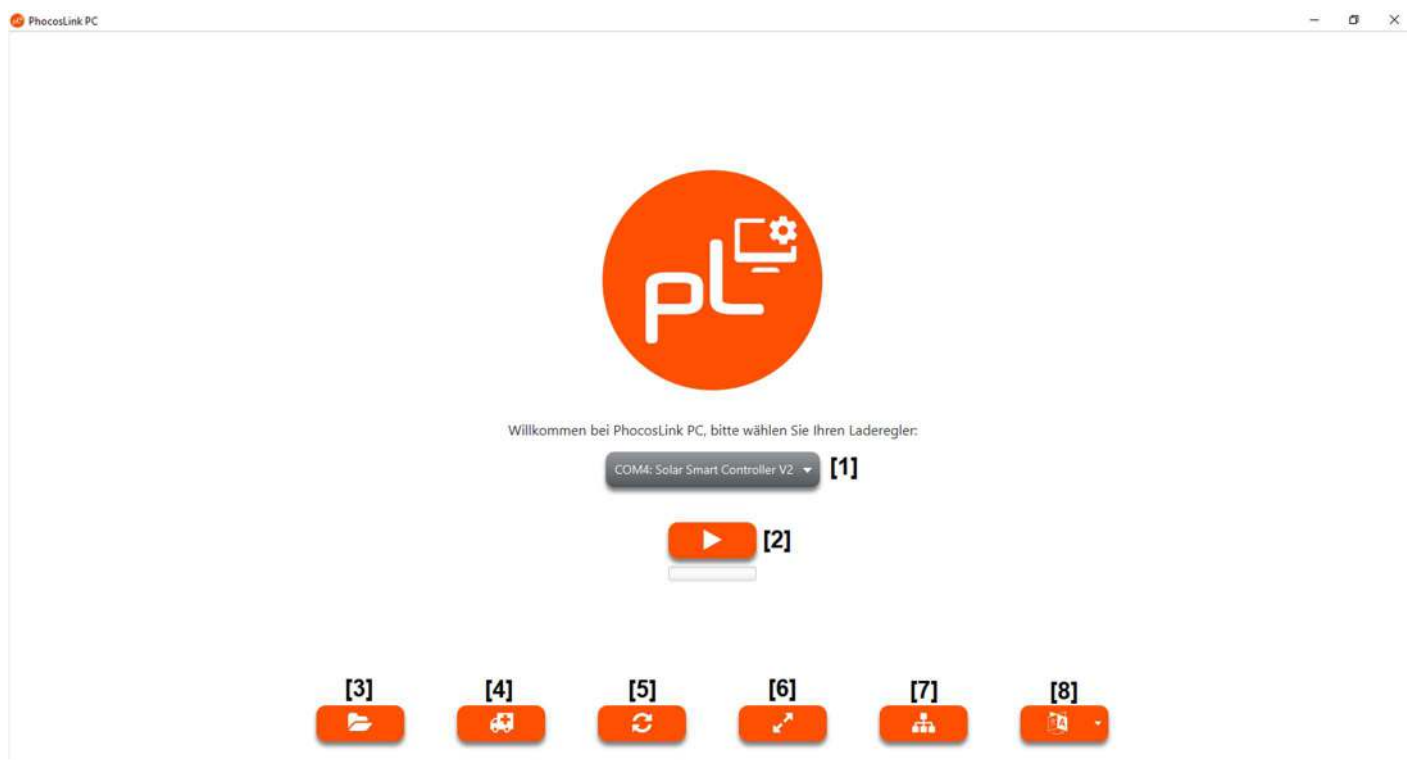 PhocosLink PC
pL
Willkommen bei PhocosLink PC, bitte wählen Sie Ihren Laderegler:
COM4: Solar Smart Controller V2 [1]
[2]
[3] [4] [5] [6] [7] [8]